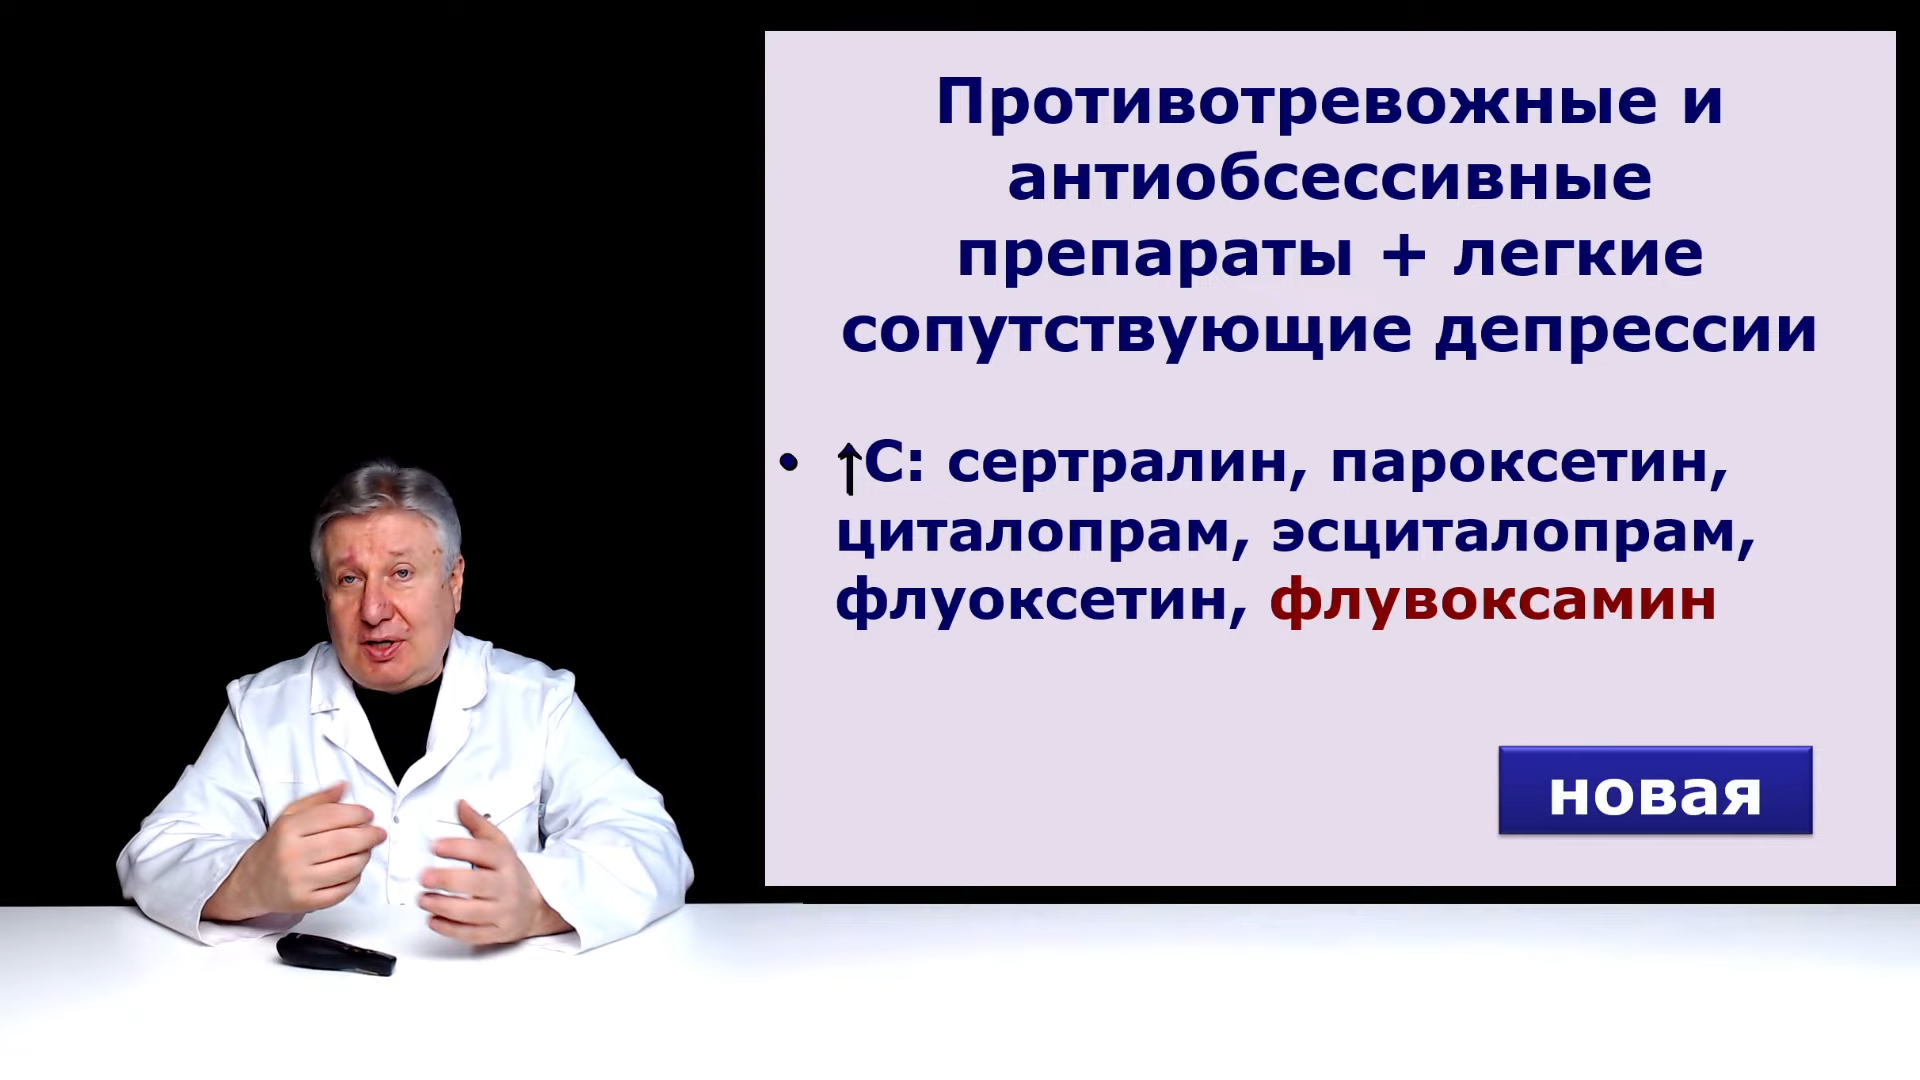 Противотревожные и
антиобсессивные
препараты + легкие
сопутствующие депрессии
• ↑С: сертралин, пароксетин,
циталопрам, эсциталопрам,
флуоксетин, флувоксамин
новая